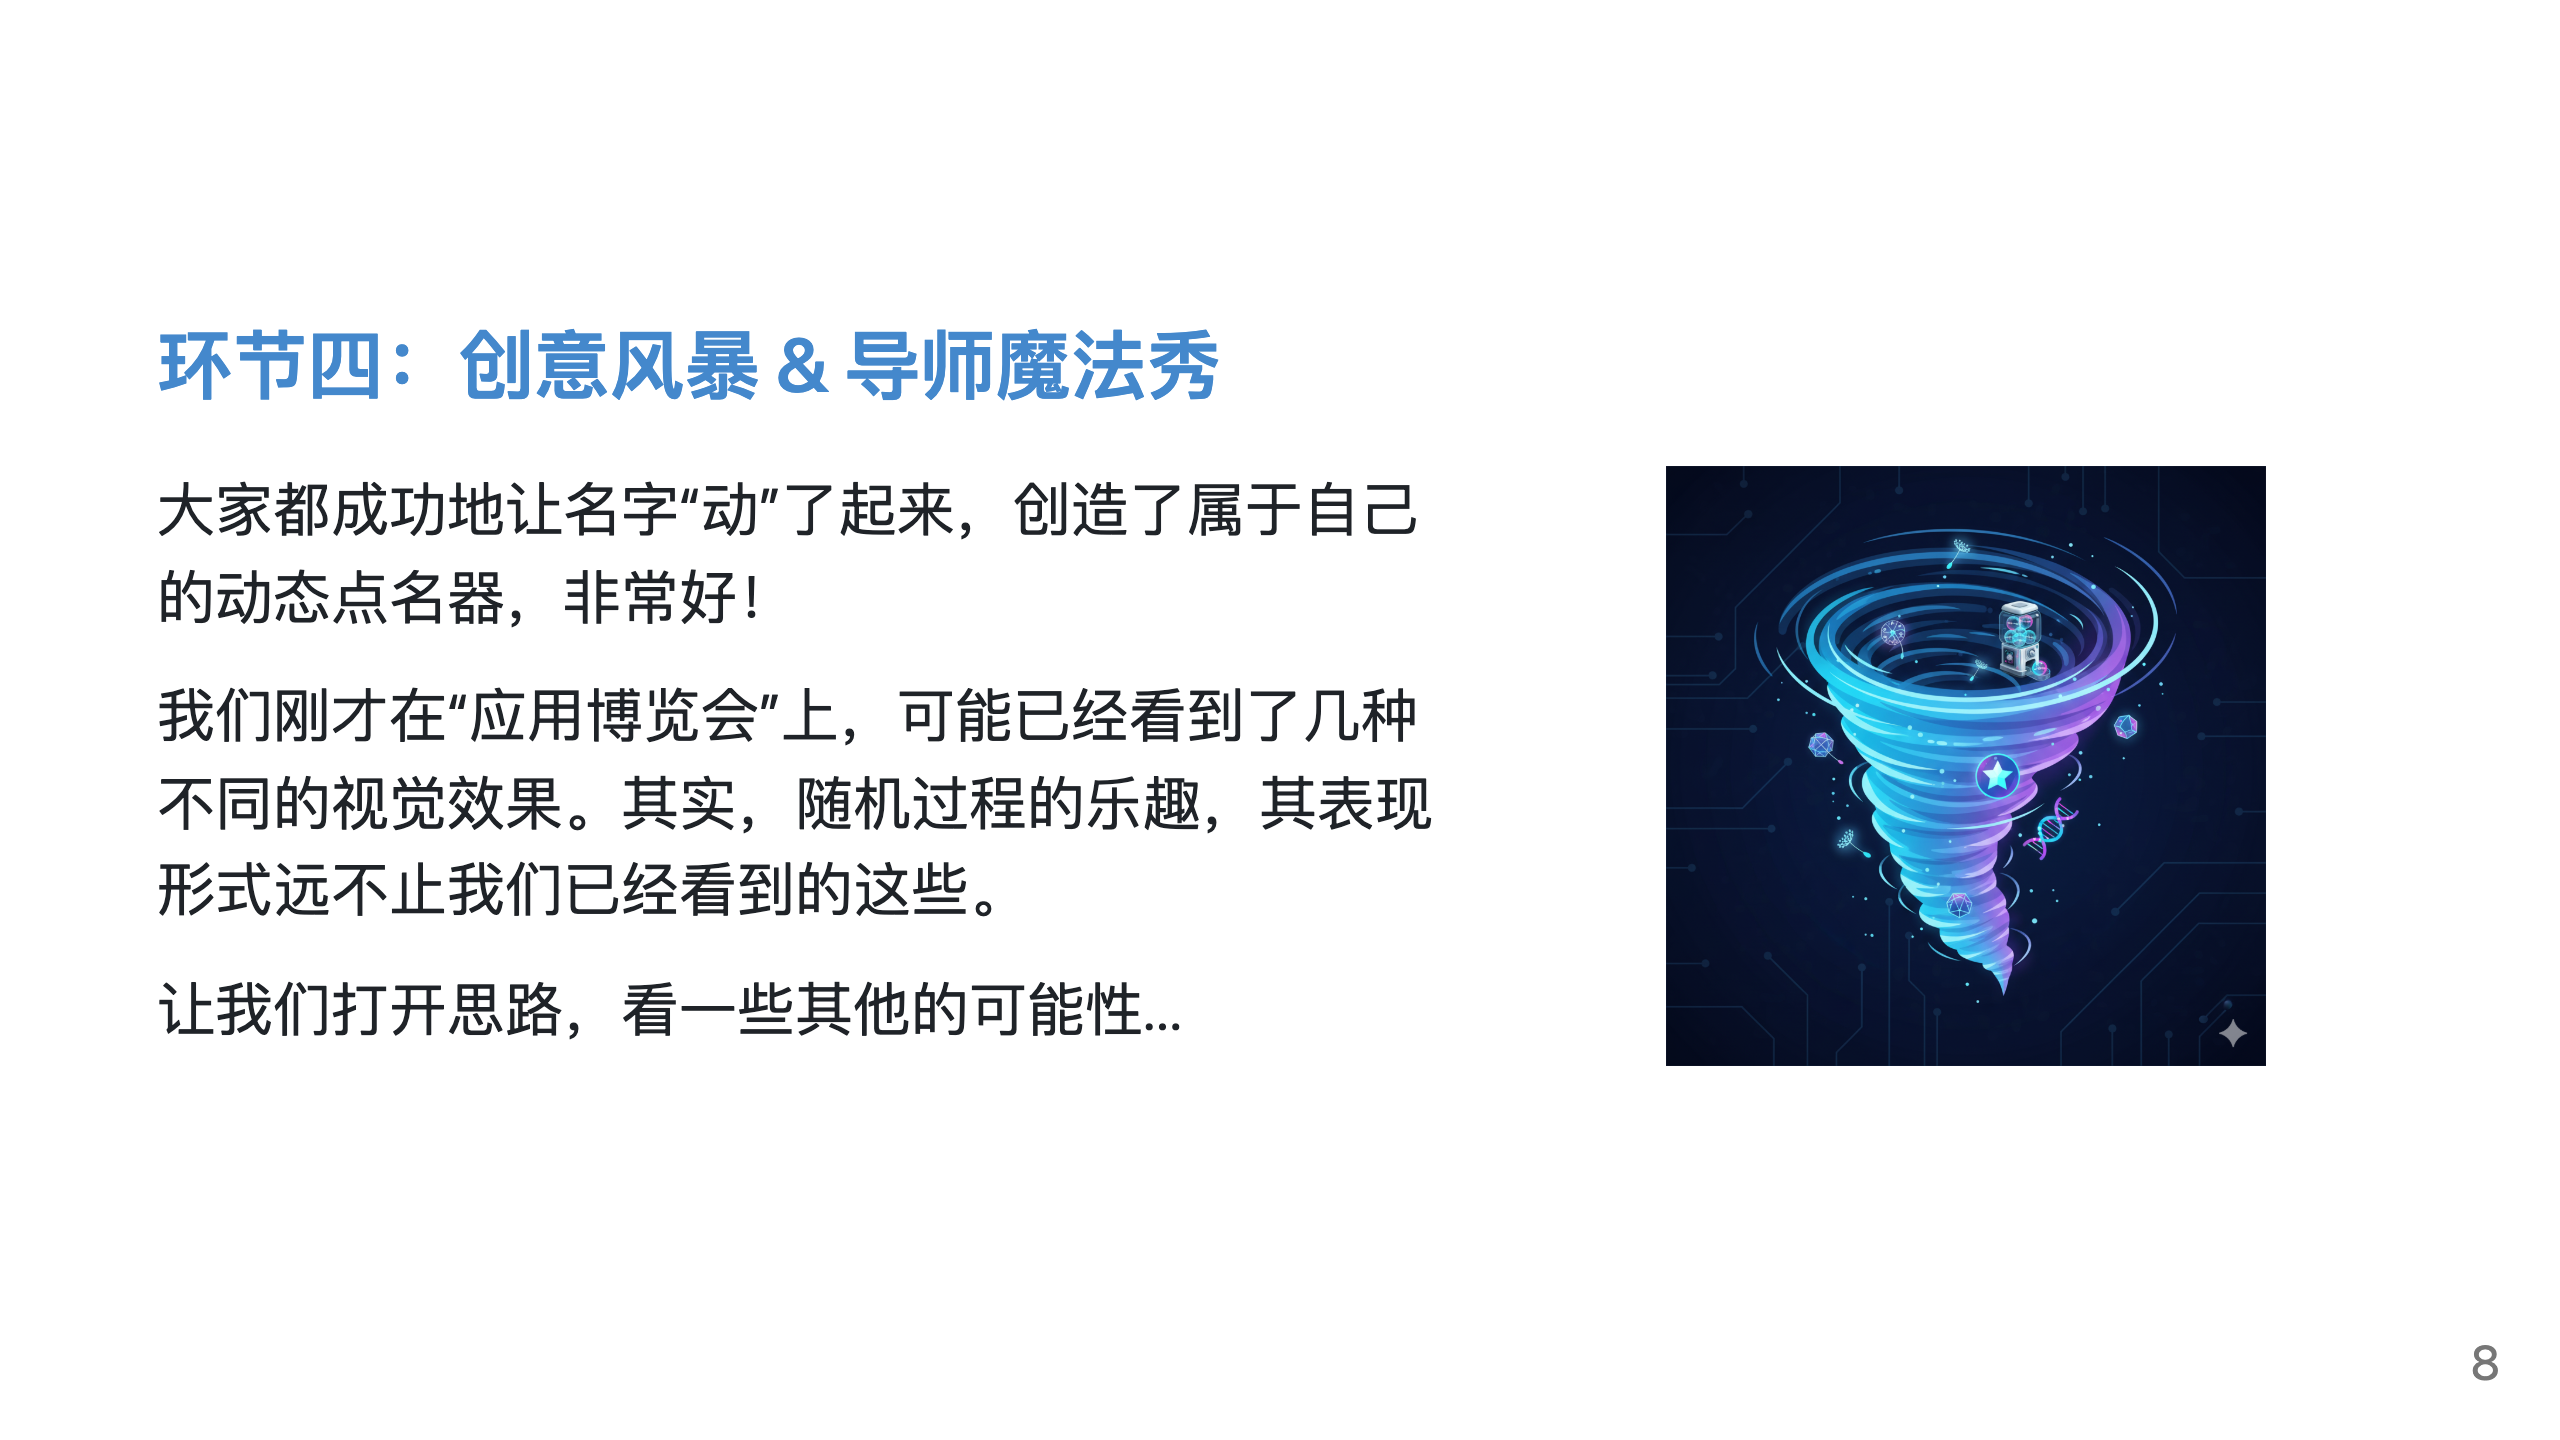 环节四：创意风暴 & 导师魔法秀
大家都成功地让名字“动”了起来，创造了属于自己
的动态点名器，非常好！
我们刚才在“应用博览会”上，可能已经看到了几种
不同的视觉效果。其实，随机过程的乐趣，其表现
形式远不止我们已经看到的这些。
让我们打开思路，看一些其他的可能性...
8